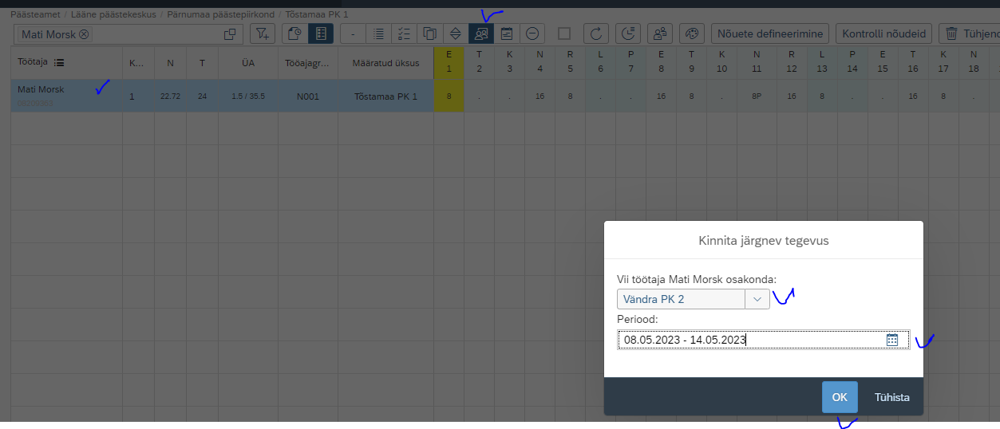 Päästeamet / Lääne päästekeskus / Pärnumaa päästepiirkond / Tõstamaa PK 1
Mati Morsk - Nõuete defineerimine Kontrolli nõudeid Tühjend
Töötaja K... N T ÜA Tööajagr... Määratud üksus E T K N R L P E T K N R L P E T K N
1 2 3 4 5 6 7 8 9 10 11 12 13 14 15 16 17 18
Mati Morsk 1 22.72 24 1.5 / 35.5 N001 Tõstamaa PK 1 8 . . 16 8 . . 16 8 . 8P 16 8 . . 16 8 .
Kinnita järgnev tegevus
Vii töötaja Mati Morsk osakonda:
Vändra PK 2
Periood:
08.05.2023 - 14.05.2023
OK Tühista